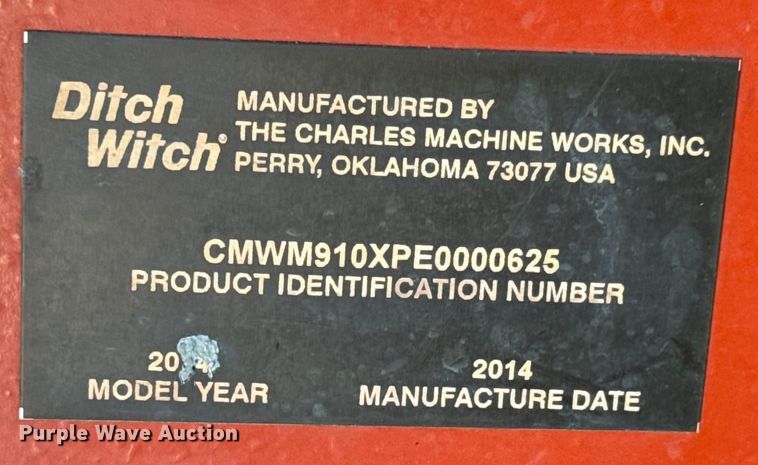 Ditch
Witch®
MANUFACTURED BY
THE CHARLES MACHINE WORKS, INC.
PERRY, OKLAHOMA 73077 USA
CMWM910XPE0000625
PRODUCT IDENTIFICATION NUMBER
MODEL YEAR
2014
MANUFACTURE DATE
Purple Wave Auction